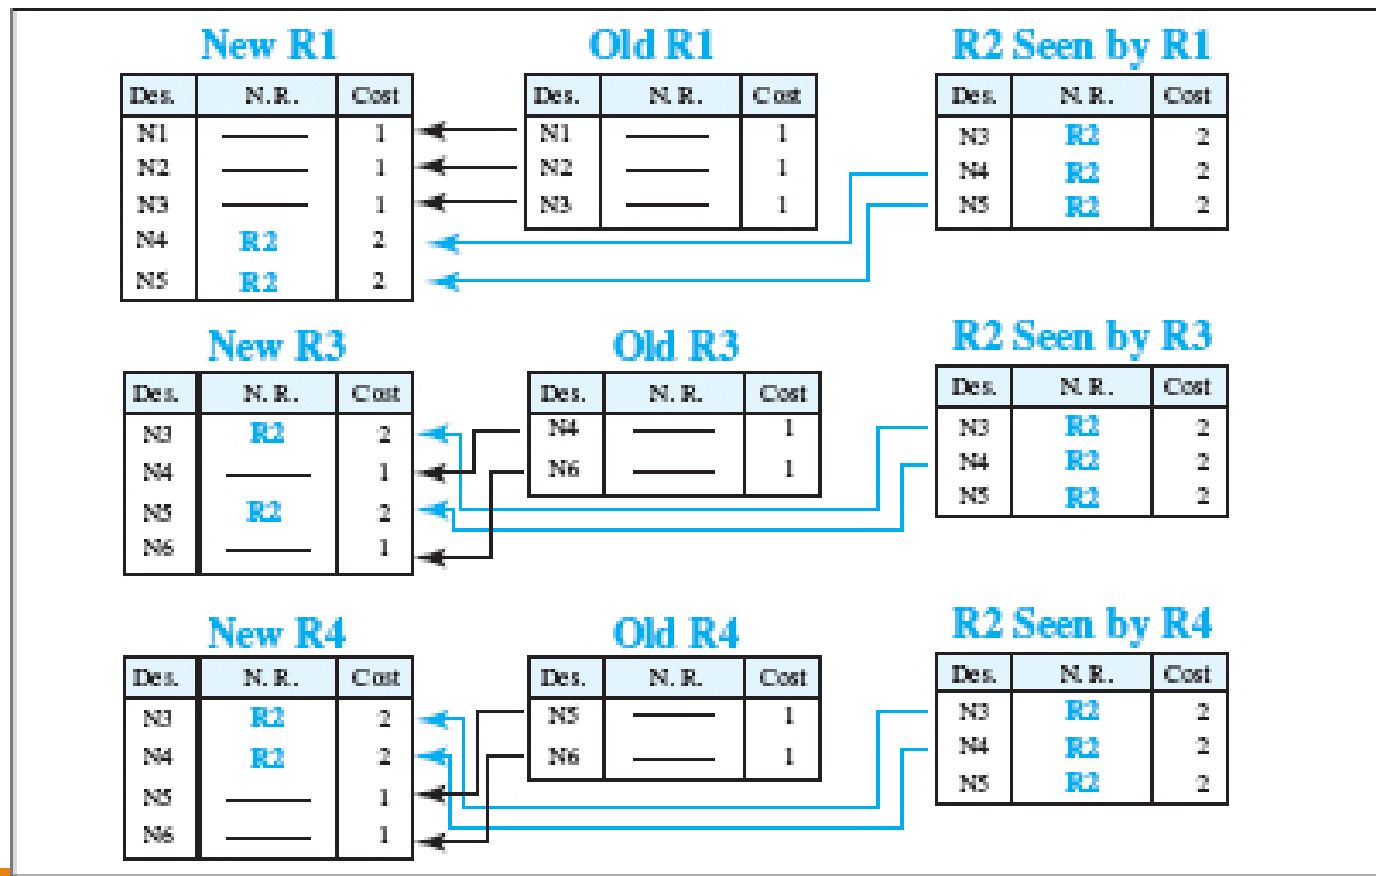 New R1 Old R1 R2 Seen by R1
Des. N.R. Cost Des. N.R. Cost Des. N.R. Cost
N1 1 N1 1 N3 R2 2
N2 1 N2 1 N4 R2 2
N3 1 N3 1 N5 R2 2
N4 R2 2
N5 R2 2
New R3 Old R3 R2 Seen by R3
Des. N.R. Cost Des. N.R. Cost Des. N.R. Cost
N3 R2 2 N4 1 N3 R2 2
N4 1 N6 1 N4 R2 2
N5 R2 2 N5 R2 2
N6 1
New R4 Old R4 R2 Seen by R4
Des. N.R. Cost Des. N.R. Cost Des. N.R. Cost
N3 R2 2 N5 1 N3 R2 2
N4 R2 2 N6 1 N4 R2 2
N5 1 N5 R2 2
N6 1